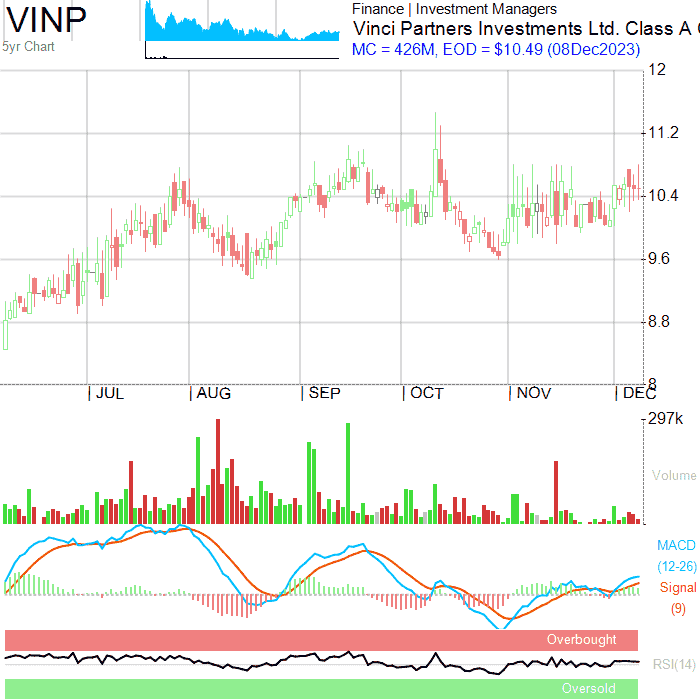 VINP
5yr Chart
Finance | Investment Managers
Vinci Partners Investments Ltd. Class A
MC = 426M, EOD = $10.49 (08Dec2023)
12
11.2
10.4
9.6
8.8
8
JUL AUG SEP OCT NOV DEC
297k
Volume
MACD
(12-26)
Signal
(9)
Overbought
RSI(14)
Oversold